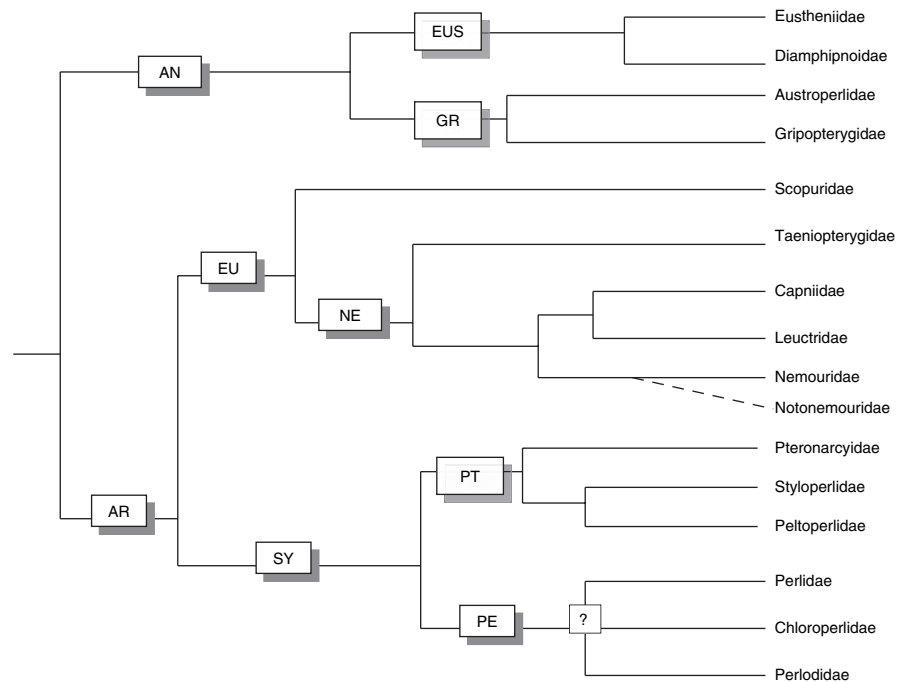 Eustheniidae
EUS
Diamphipnoidae
AN
Austroperlidae
GR
Gripopterygidae
Scopuridae
Taeniopterygidae
EU
Capniidae
NE
Leuctridae
Nemouridae
Notonemouridae
Pteronarcyidae
PT
Styloperlidae
AR
Peltoperlidae
SY
Perlidae
PE
?
Chloroperlidae
Perlodidae